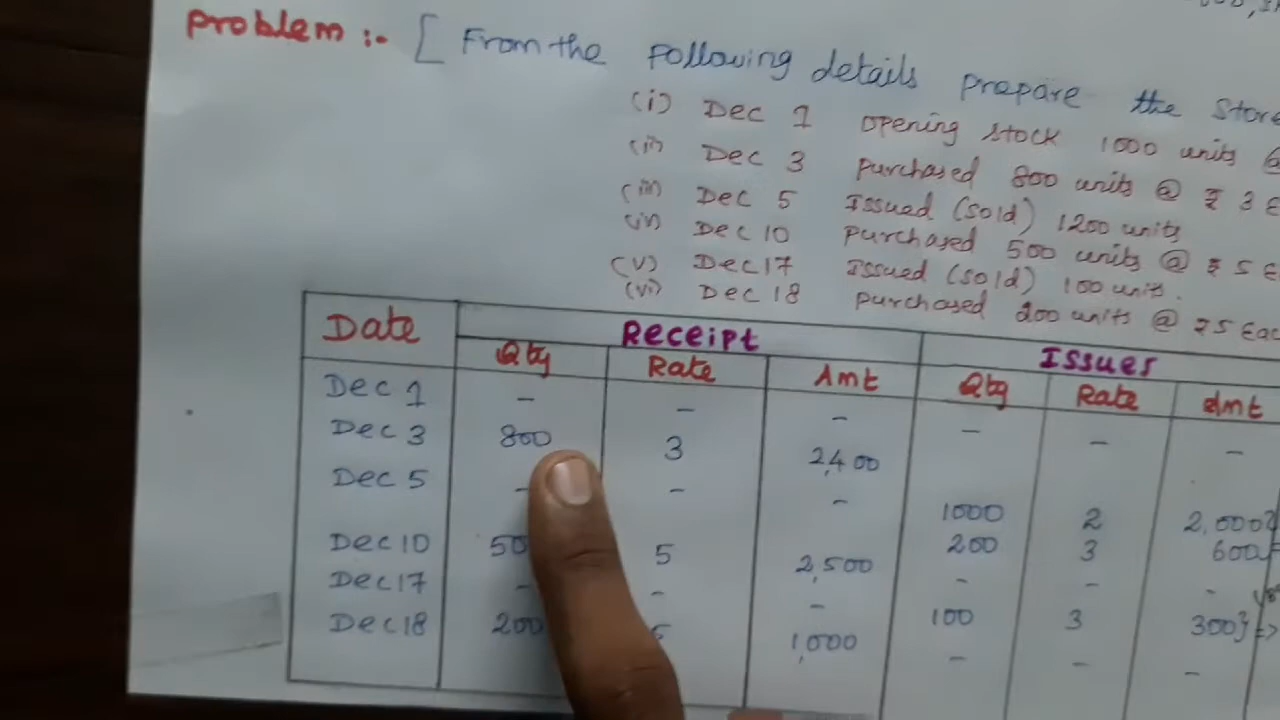 Problem :- [ From the following details prepare the Store
(i) Dec 1 opening stock 1000 units @
(ii) Dec 3 purchased 800 units @ ₹ 3 E
(iii) Dec 5 Issued (sold) 1200 units
(iv) Dec 10 purchased 500 units @ ₹ 5 E
(v) Dec 17 Issued (sold) 100 units.
(vi) Dec 18 purchased 200 units @ ₹5 Eac
Date Receipt Issues
Qty Rate Amt Qty Rate Amt
Dec 1 - - - - - -
Dec 3 800 3 2,400
Dec 5 - - - 1000 2 2,000}
200 3 600
Dec 10 50 5 2,500 - - -
Dec 17 - - - 100 3 300} =>
Dec 18 200 5 1,000 - - -